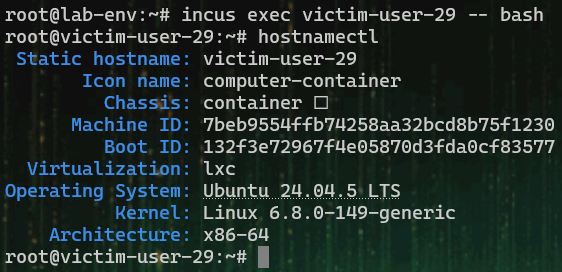 root@lab-env:~# incus exec victim-user-29 -- bash
root@victim-user-29:~# hostnamectl
Static hostname: victim-user-29
Icon name: computer-container
Chassis: container □
Machine ID: 7beb9554ffb74258aa32bcd8b75f1230
Boot ID: 132f3e72967f4e05870d3fda0cf83577
Virtualization: lxc
Operating System: Ubuntu 24.04.5 LTS
Kernel: Linux 6.8.0-149-generic
Architecture: x86-64
root@victim-user-29:~#